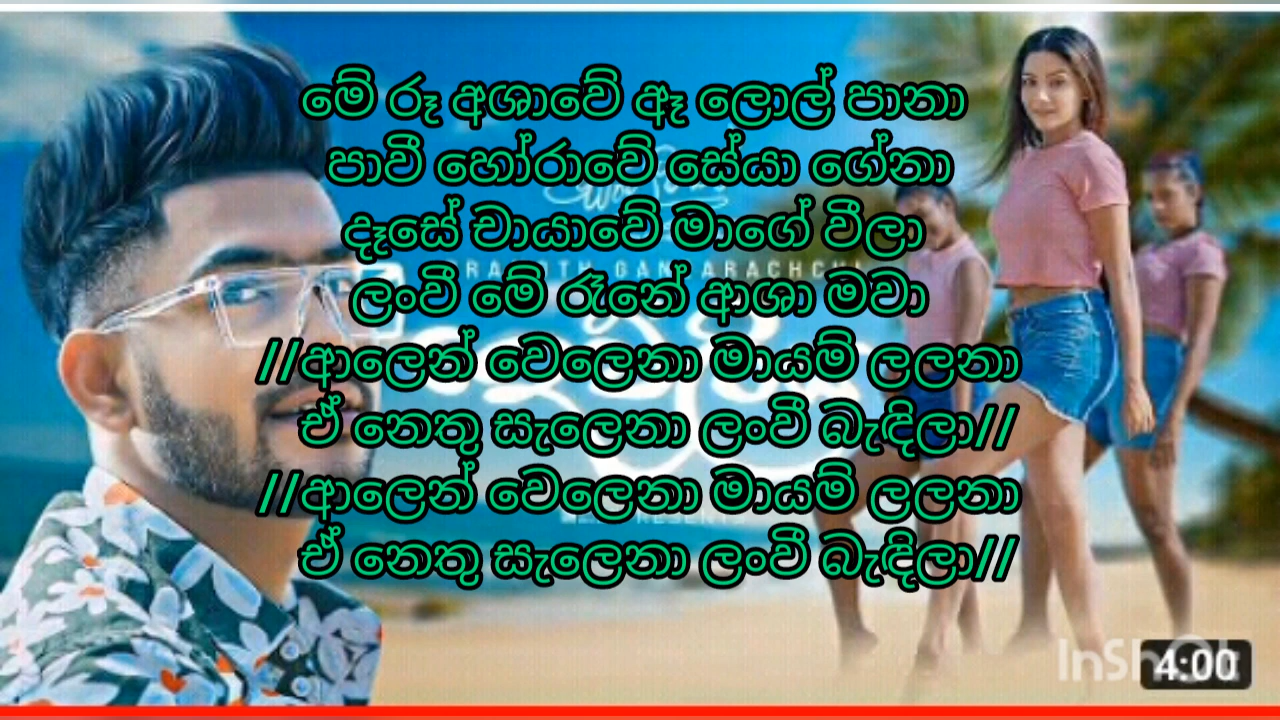 මේ රූ අශාවේ ඈ ලොල් පානා
පාවී හෝරාවේ සේයා ගේනා
දෑසේ චායාවේ මාගේ වීලා
ලංවී මේ රෑනේ ආශා මවා
//ආලෙන් වෙලෙනා මායම් ලලනා
ඒ නෙතු සැලෙනා ලංවී බැඳිලා//
//ආලෙන් වෙලෙනා මායම් ලලනා
ඒ නෙතු සැලෙනා ලංවී බැඳිලා//
4:00